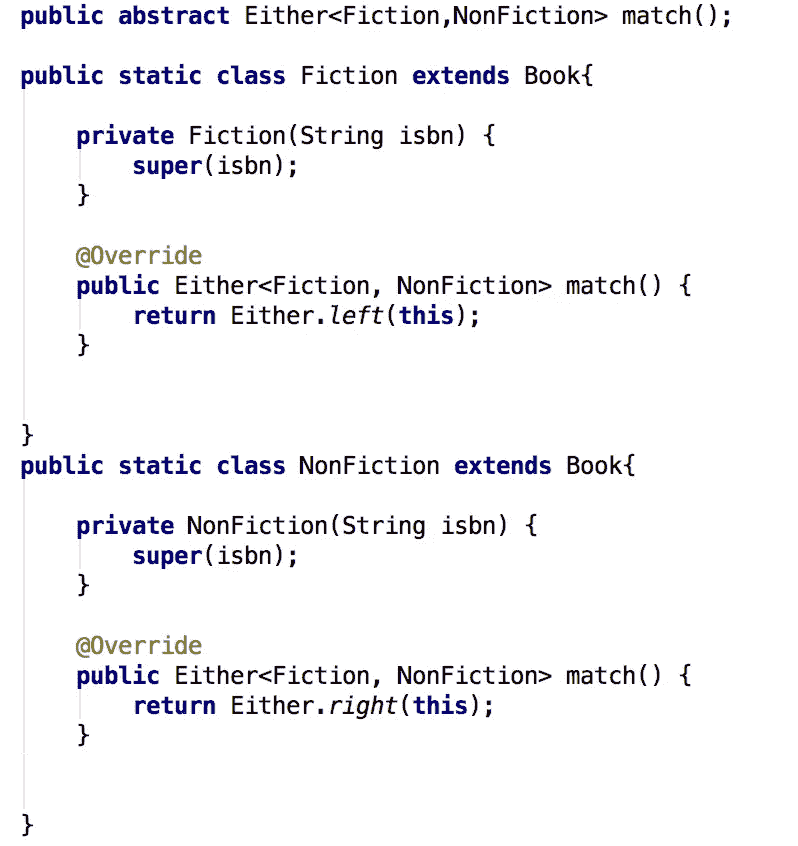 public abstract Either<Fiction,NonFiction> match();
public static class Fiction extends Book{
private Fiction(String isbn) {
super(isbn);
}
@Override
public Either<Fiction, NonFiction> match() {
return Either.left(this);
}
}
public static class NonFiction extends Book{
private NonFiction(String isbn) {
super(isbn);
}
@Override
public Either<Fiction, NonFiction> match() {
return Either.right(this);
}
}